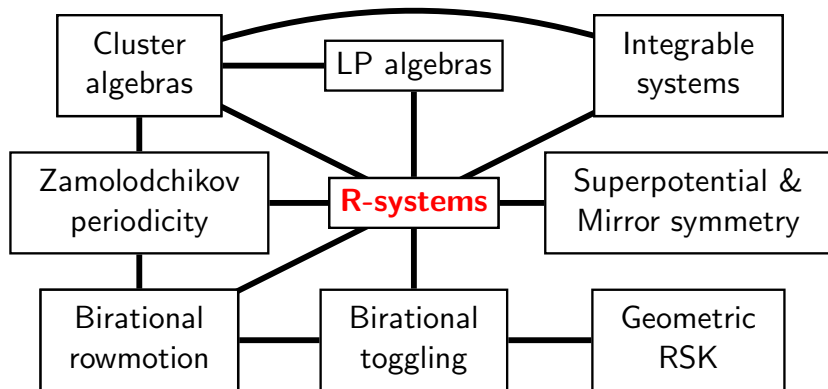 Cluster
algebras
LP algebras
Integrable
systems
Zamolodchikov
periodicity
R-systems
Superpotential &
Mirror symmetry
Birational
rowmotion
Birational
toggling
Geometric
RSK